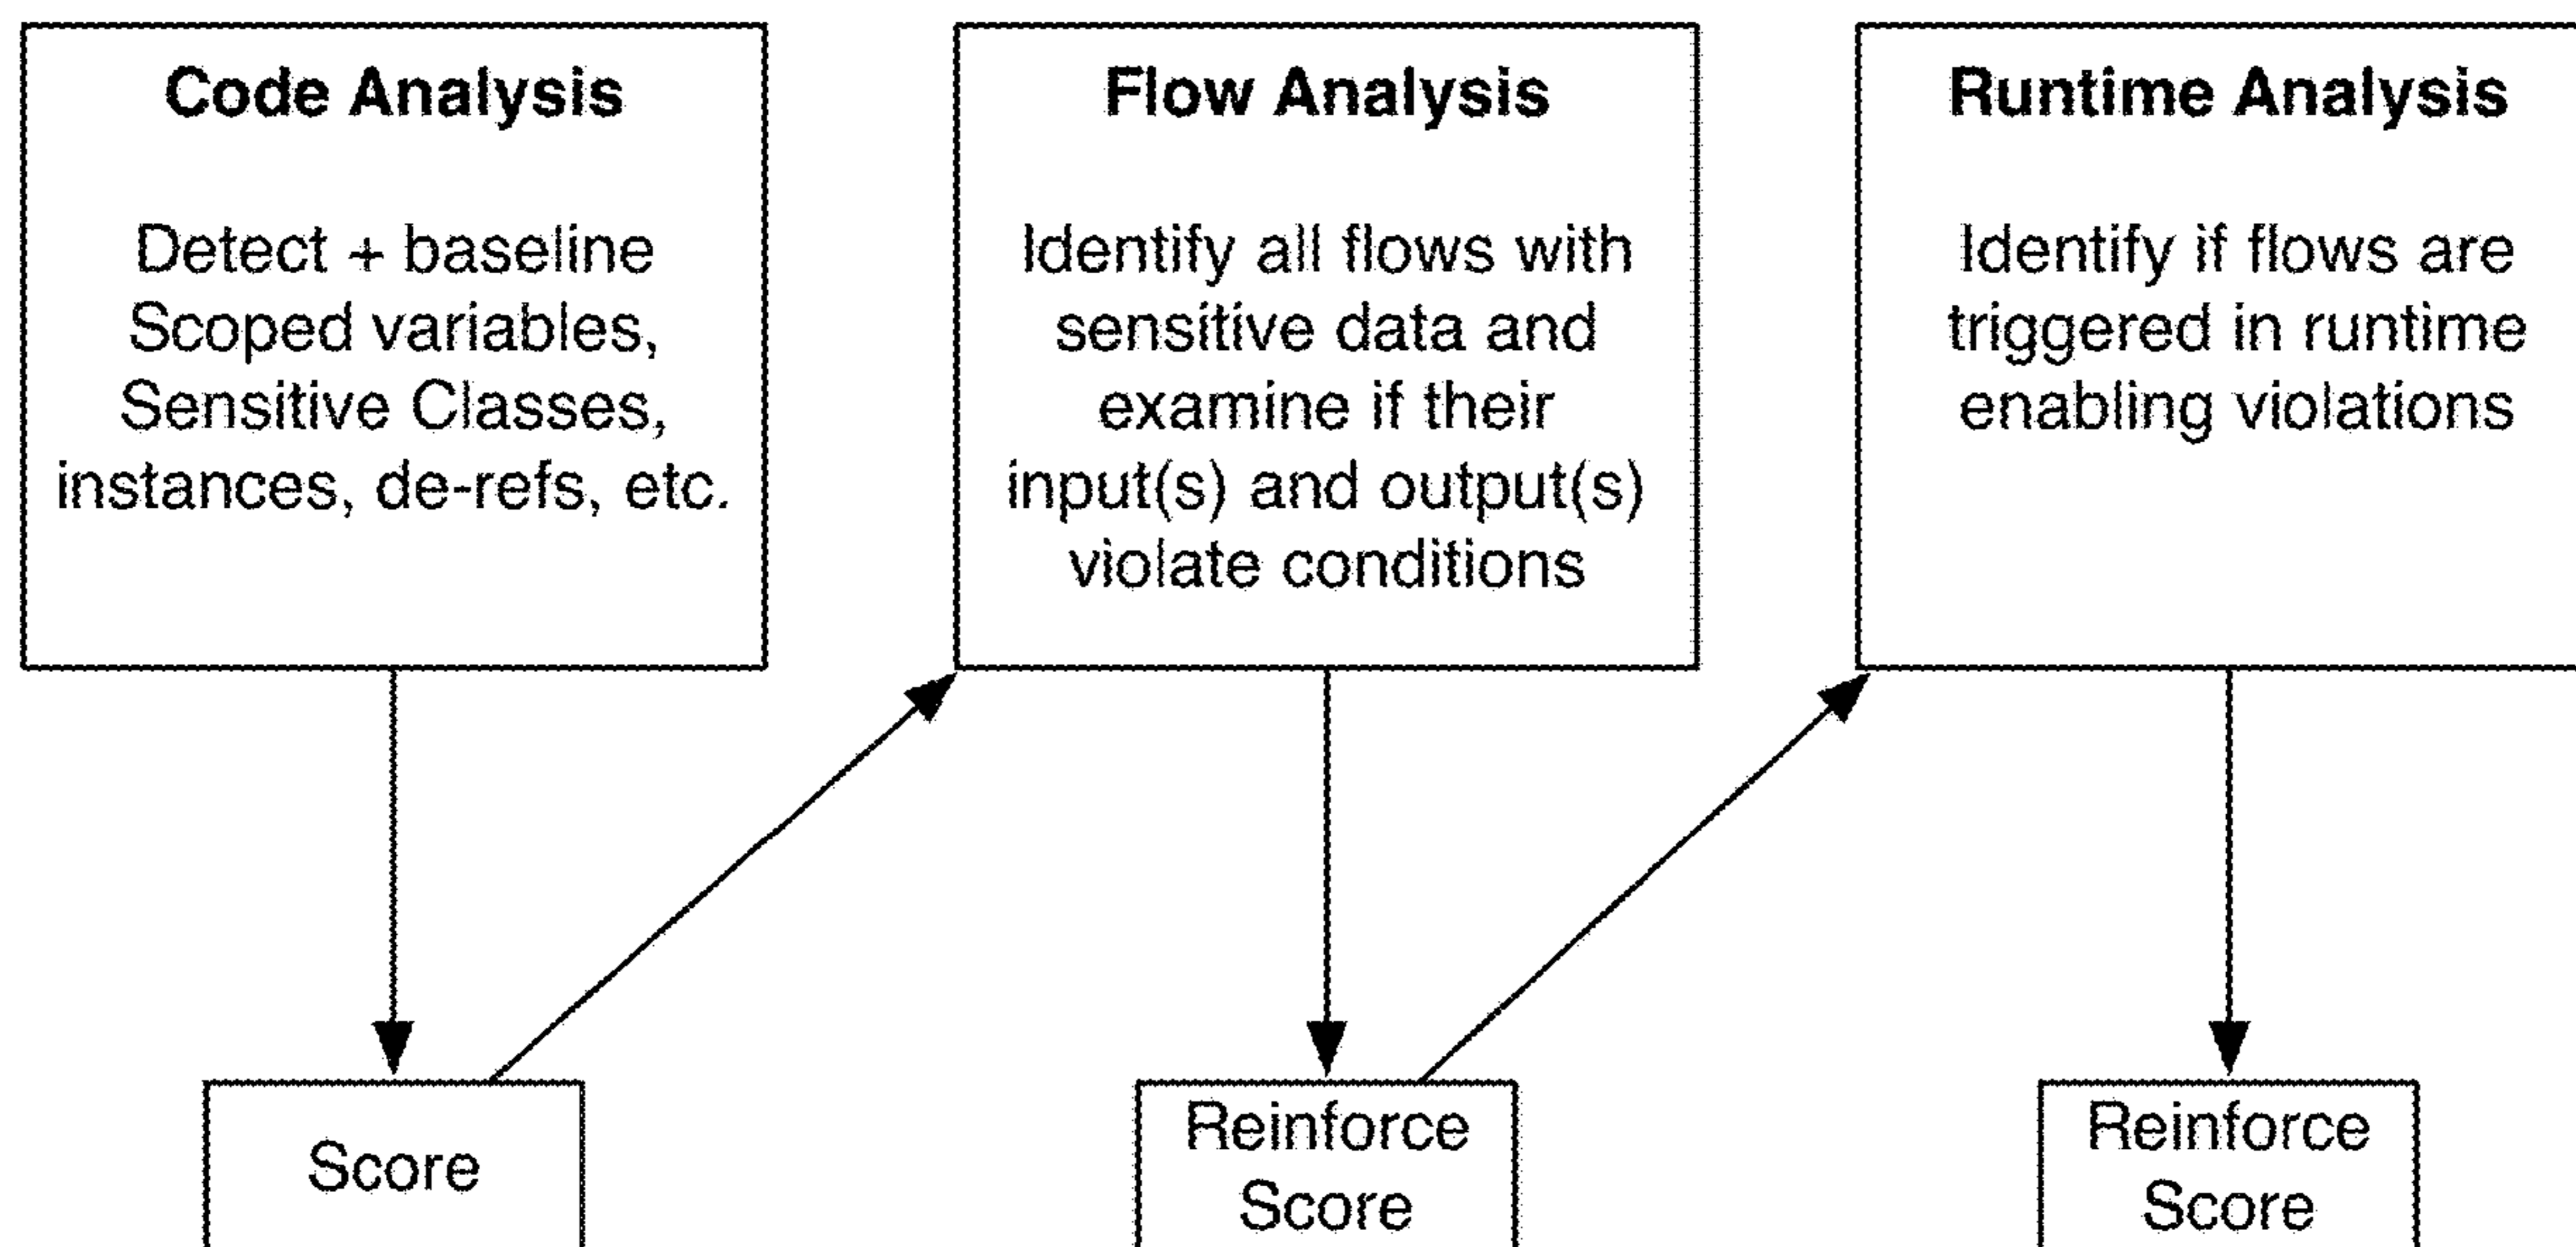 Code Analysis
Detect + baseline
Scoped variables,
Sensitive Classes,
instances, de-refs, etc.
Flow Analysis
Identify all flows with
sensitive data and
examine if their
input(s) and output(s)
violate conditions
Runtime Analysis
Identify if flows are
triggered in runtime
enabling violations
Score
Reinforce
Score
Reinforce
Score